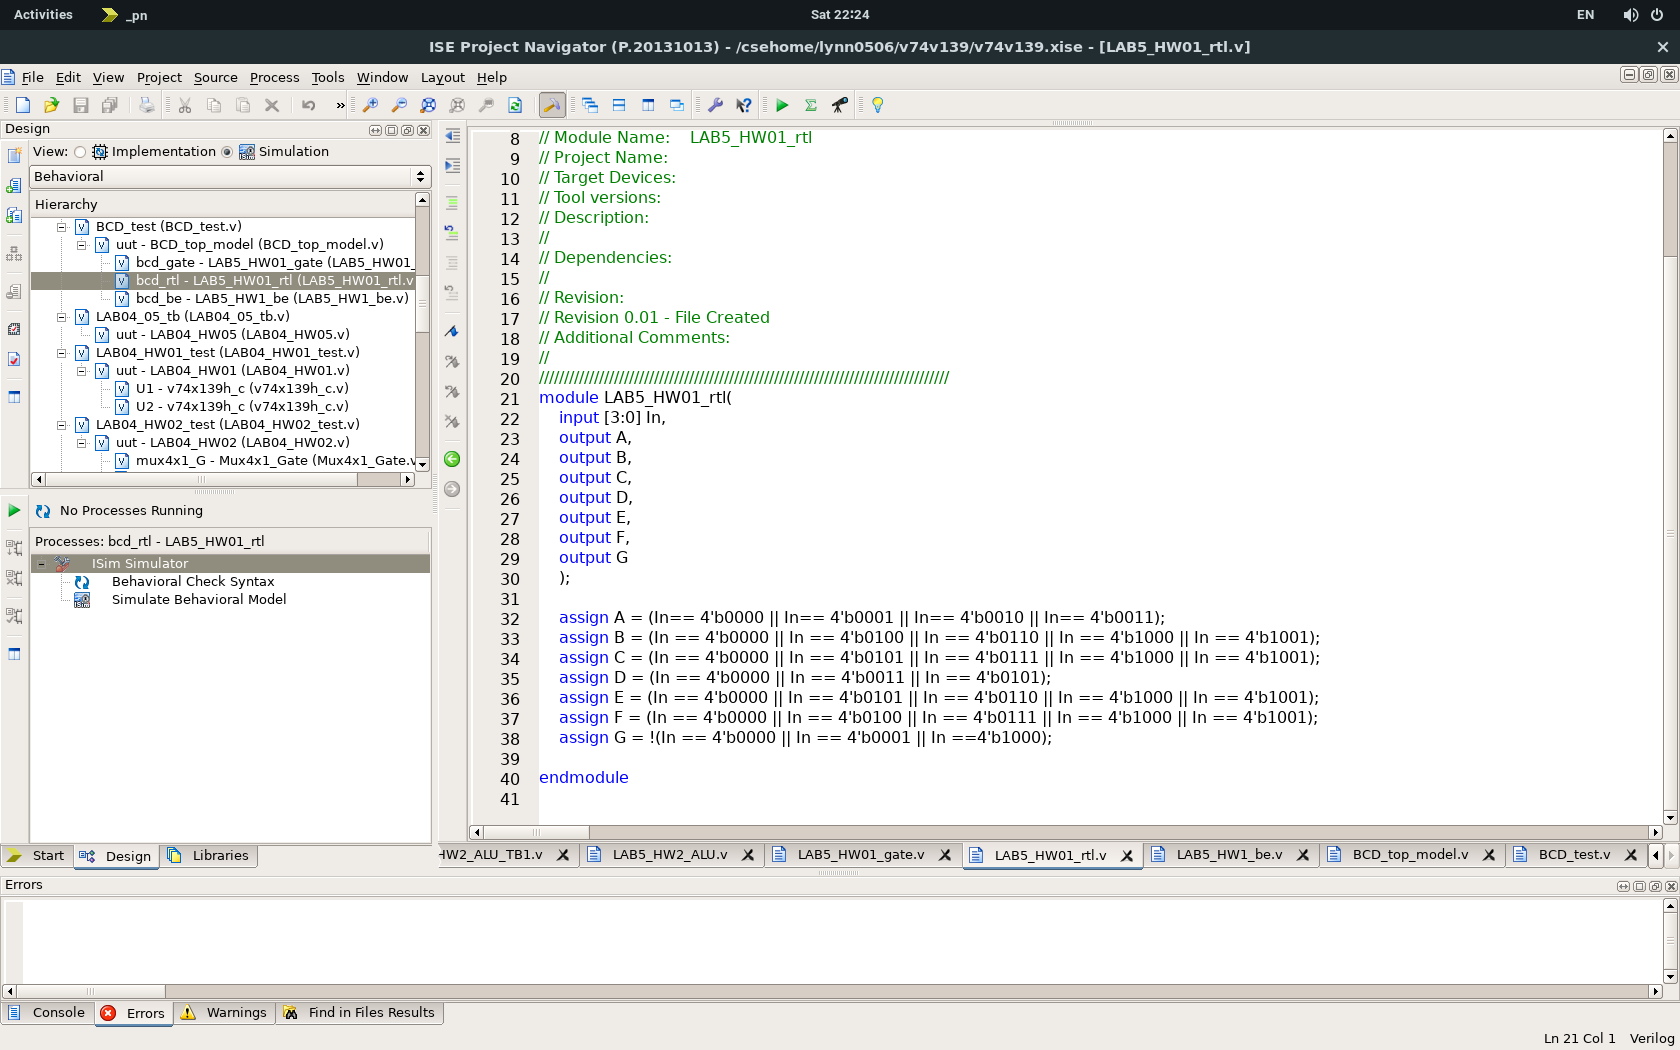 Activities _pn Sat 22:24 EN
ISE Project Navigator (P.20131013) - /csehome/lynn0506/v74v139/v74v139.xise - [LAB5_HW01_rtl.v]
File Edit View Project Source Process Tools Window Layout Help
»
Design
View: Implementation Simulation
Behavioral
Hierarchy
BCD_test (BCD_test.v)
uut - BCD_top_model (BCD_top_model.v)
bcd_gate - LAB5_HW01_gate (LAB5_HW01_
bcd_rtl - LAB5_HW01_rtl (LAB5_HW01_rtl.v
bcd_be - LAB5_HW1_be (LAB5_HW1_be.v)
LAB04_05_tb (LAB04_05_tb.v)
uut - LAB04_HW05 (LAB04_HW05.v)
LAB04_HW01_test (LAB04_HW01_test.v)
uut - LAB04_HW01 (LAB04_HW01.v)
U1 - v74x139h_c (v74x139h_c.v)
U2 - v74x139h_c (v74x139h_c.v)
LAB04_HW02_test (LAB04_HW02_test.v)
uut - LAB04_HW02 (LAB04_HW02.v)
mux4x1_G - Mux4x1_Gate (Mux4x1_Gate.v
No Processes Running
Processes: bcd_rtl - LAB5_HW01_rtl
ISim Simulator
Behavioral Check Syntax
Simulate Behavioral Model
Start Design Libraries
8 // Module Name: LAB5_HW01_rtl
9 // Project Name:
10 // Target Devices:
11 // Tool versions:
12 // Description:
13 //
14 // Dependencies:
15 //
16 // Revision:
17 // Revision 0.01 - File Created
18 // Additional Comments:
19 //
20 //////////////////////////////////////////////////////////////////////////////////
21 module LAB5_HW01_rtl(
22 input [3:0] In,
23 output A,
24 output B,
25 output C,
26 output D,
27 output E,
28 output F,
29 output G
30 );
31
32 assign A = (In== 4'b0000 || In== 4'b0001 || In== 4'b0010 || In== 4'b0011);
33 assign B = (In == 4'b0000 || In == 4'b0100 || In == 4'b0110 || In == 4'b1000 || In == 4'b1001);
34 assign C = (In == 4'b0000 || In == 4'b0101 || In == 4'b0111 || In == 4'b1000 || In == 4'b1001);
35 assign D = (In == 4'b0000 || In == 4'b0011 || In == 4'b0101);
36 assign E = (In == 4'b0000 || In == 4'b0101 || In == 4'b0110 || In == 4'b1000 || In == 4'b1001);
37 assign F = (In == 4'b0000 || In == 4'b0100 || In == 4'b0111 || In == 4'b1000 || In == 4'b1001);
38 assign G = !(In == 4'b0000 || In == 4'b0001 || In ==4'b1000);
39
40 endmodule
41
HW2_ALU_TB1.v LAB5_HW2_ALU.v LAB5_HW01_gate.v LAB5_HW01_rtl.v LAB5_HW1_be.v BCD_top_model.v BCD_test.v
Errors
Console Errors Warnings Find in Files Results
Ln 21 Col 1 Verilog